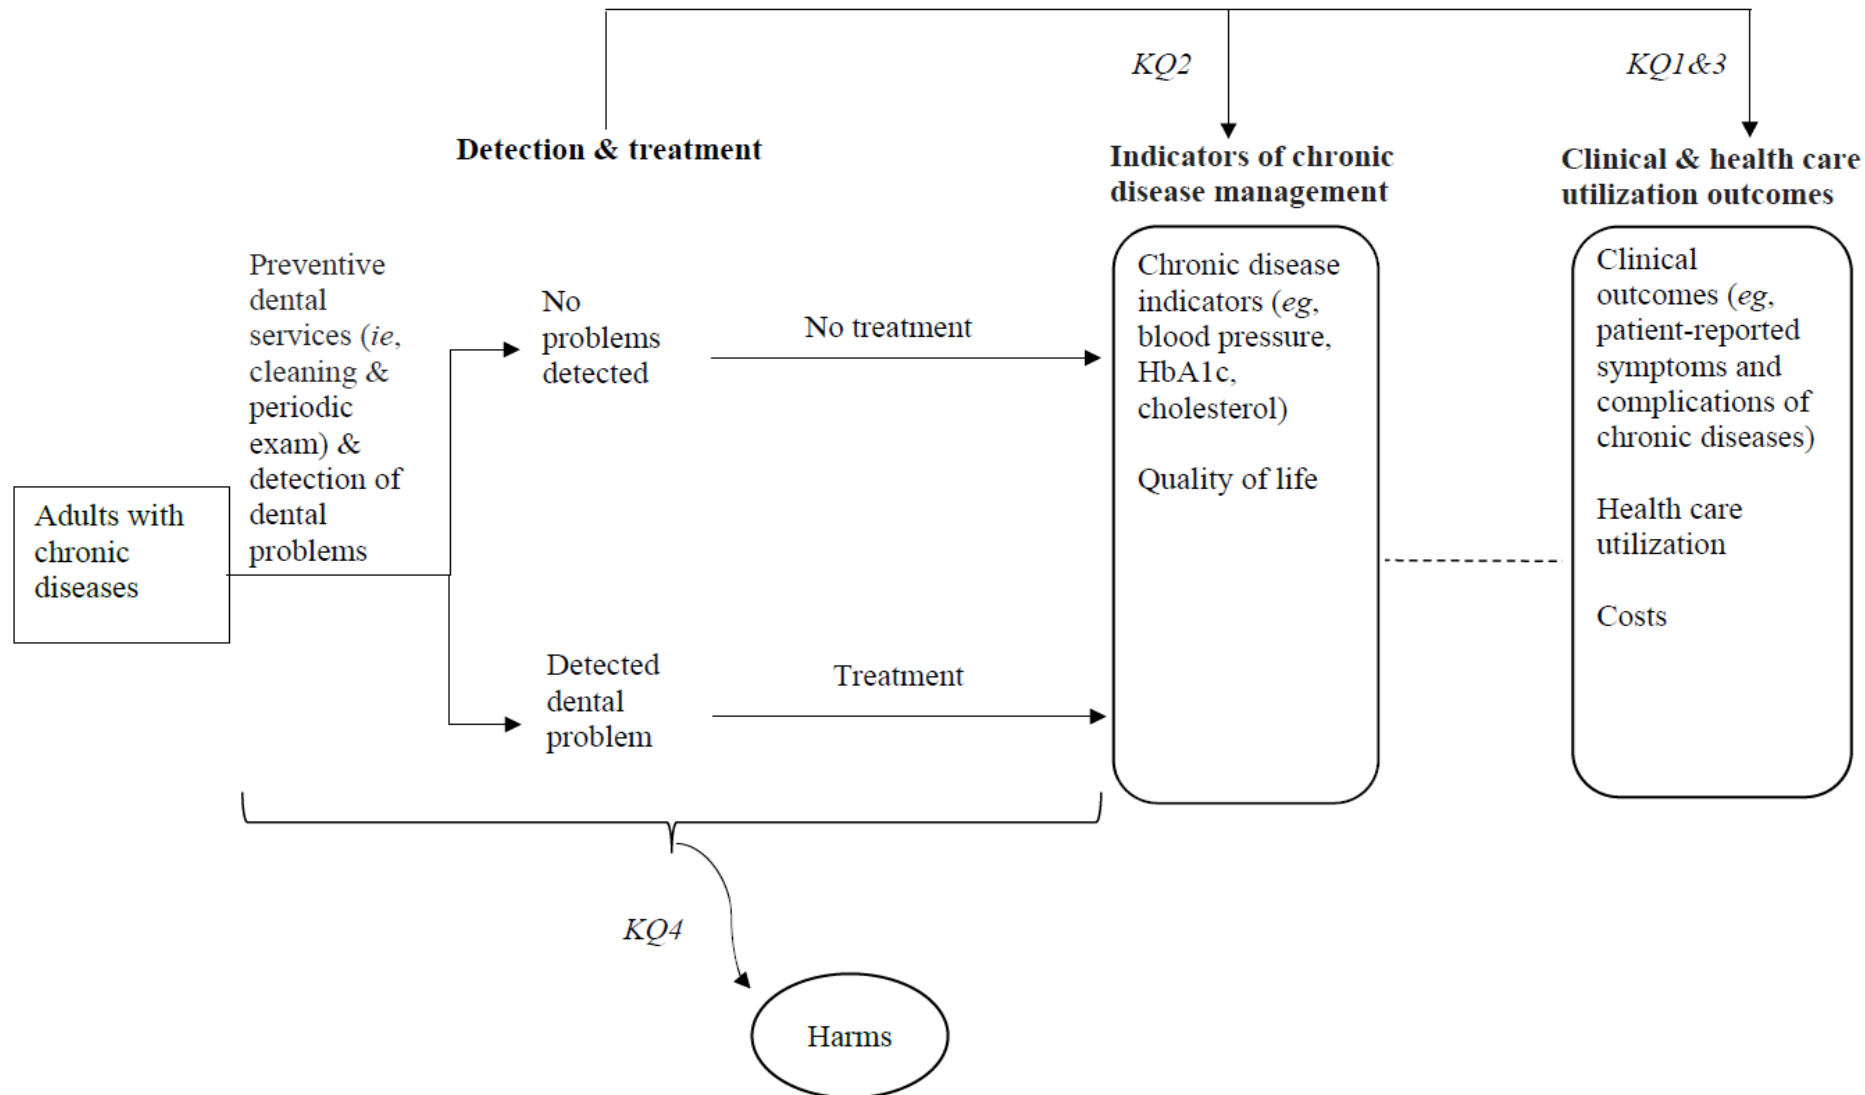 KQ2
KQ1&3
Detection & treatment
Indicators of chronic
disease management
Clinical & health care
utilization outcomes
Preventive
dental
services (ie,
cleaning &
periodic
exam) &
detection of
dental
problems
No
problems
detected
No treatment
Chronic disease
indicators (eg,
blood pressure,
HbA1c,
cholesterol)
Quality of life
Clinical
outcomes (eg,
patient-reported
symptoms and
complications of
chronic diseases)
Health care
utilization
Costs
Adults with
chronic
diseases
Detected
dental
problem
Treatment
KQ4
Harms